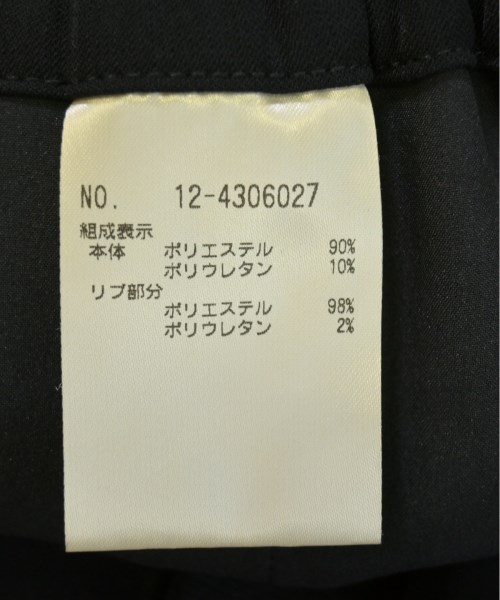 NO. 12-4306027
組成表示
本体 ポリエステル 90%
ポリウレタン 10%
リブ部分
ポリエステル 98%
ポリウレタン 2%